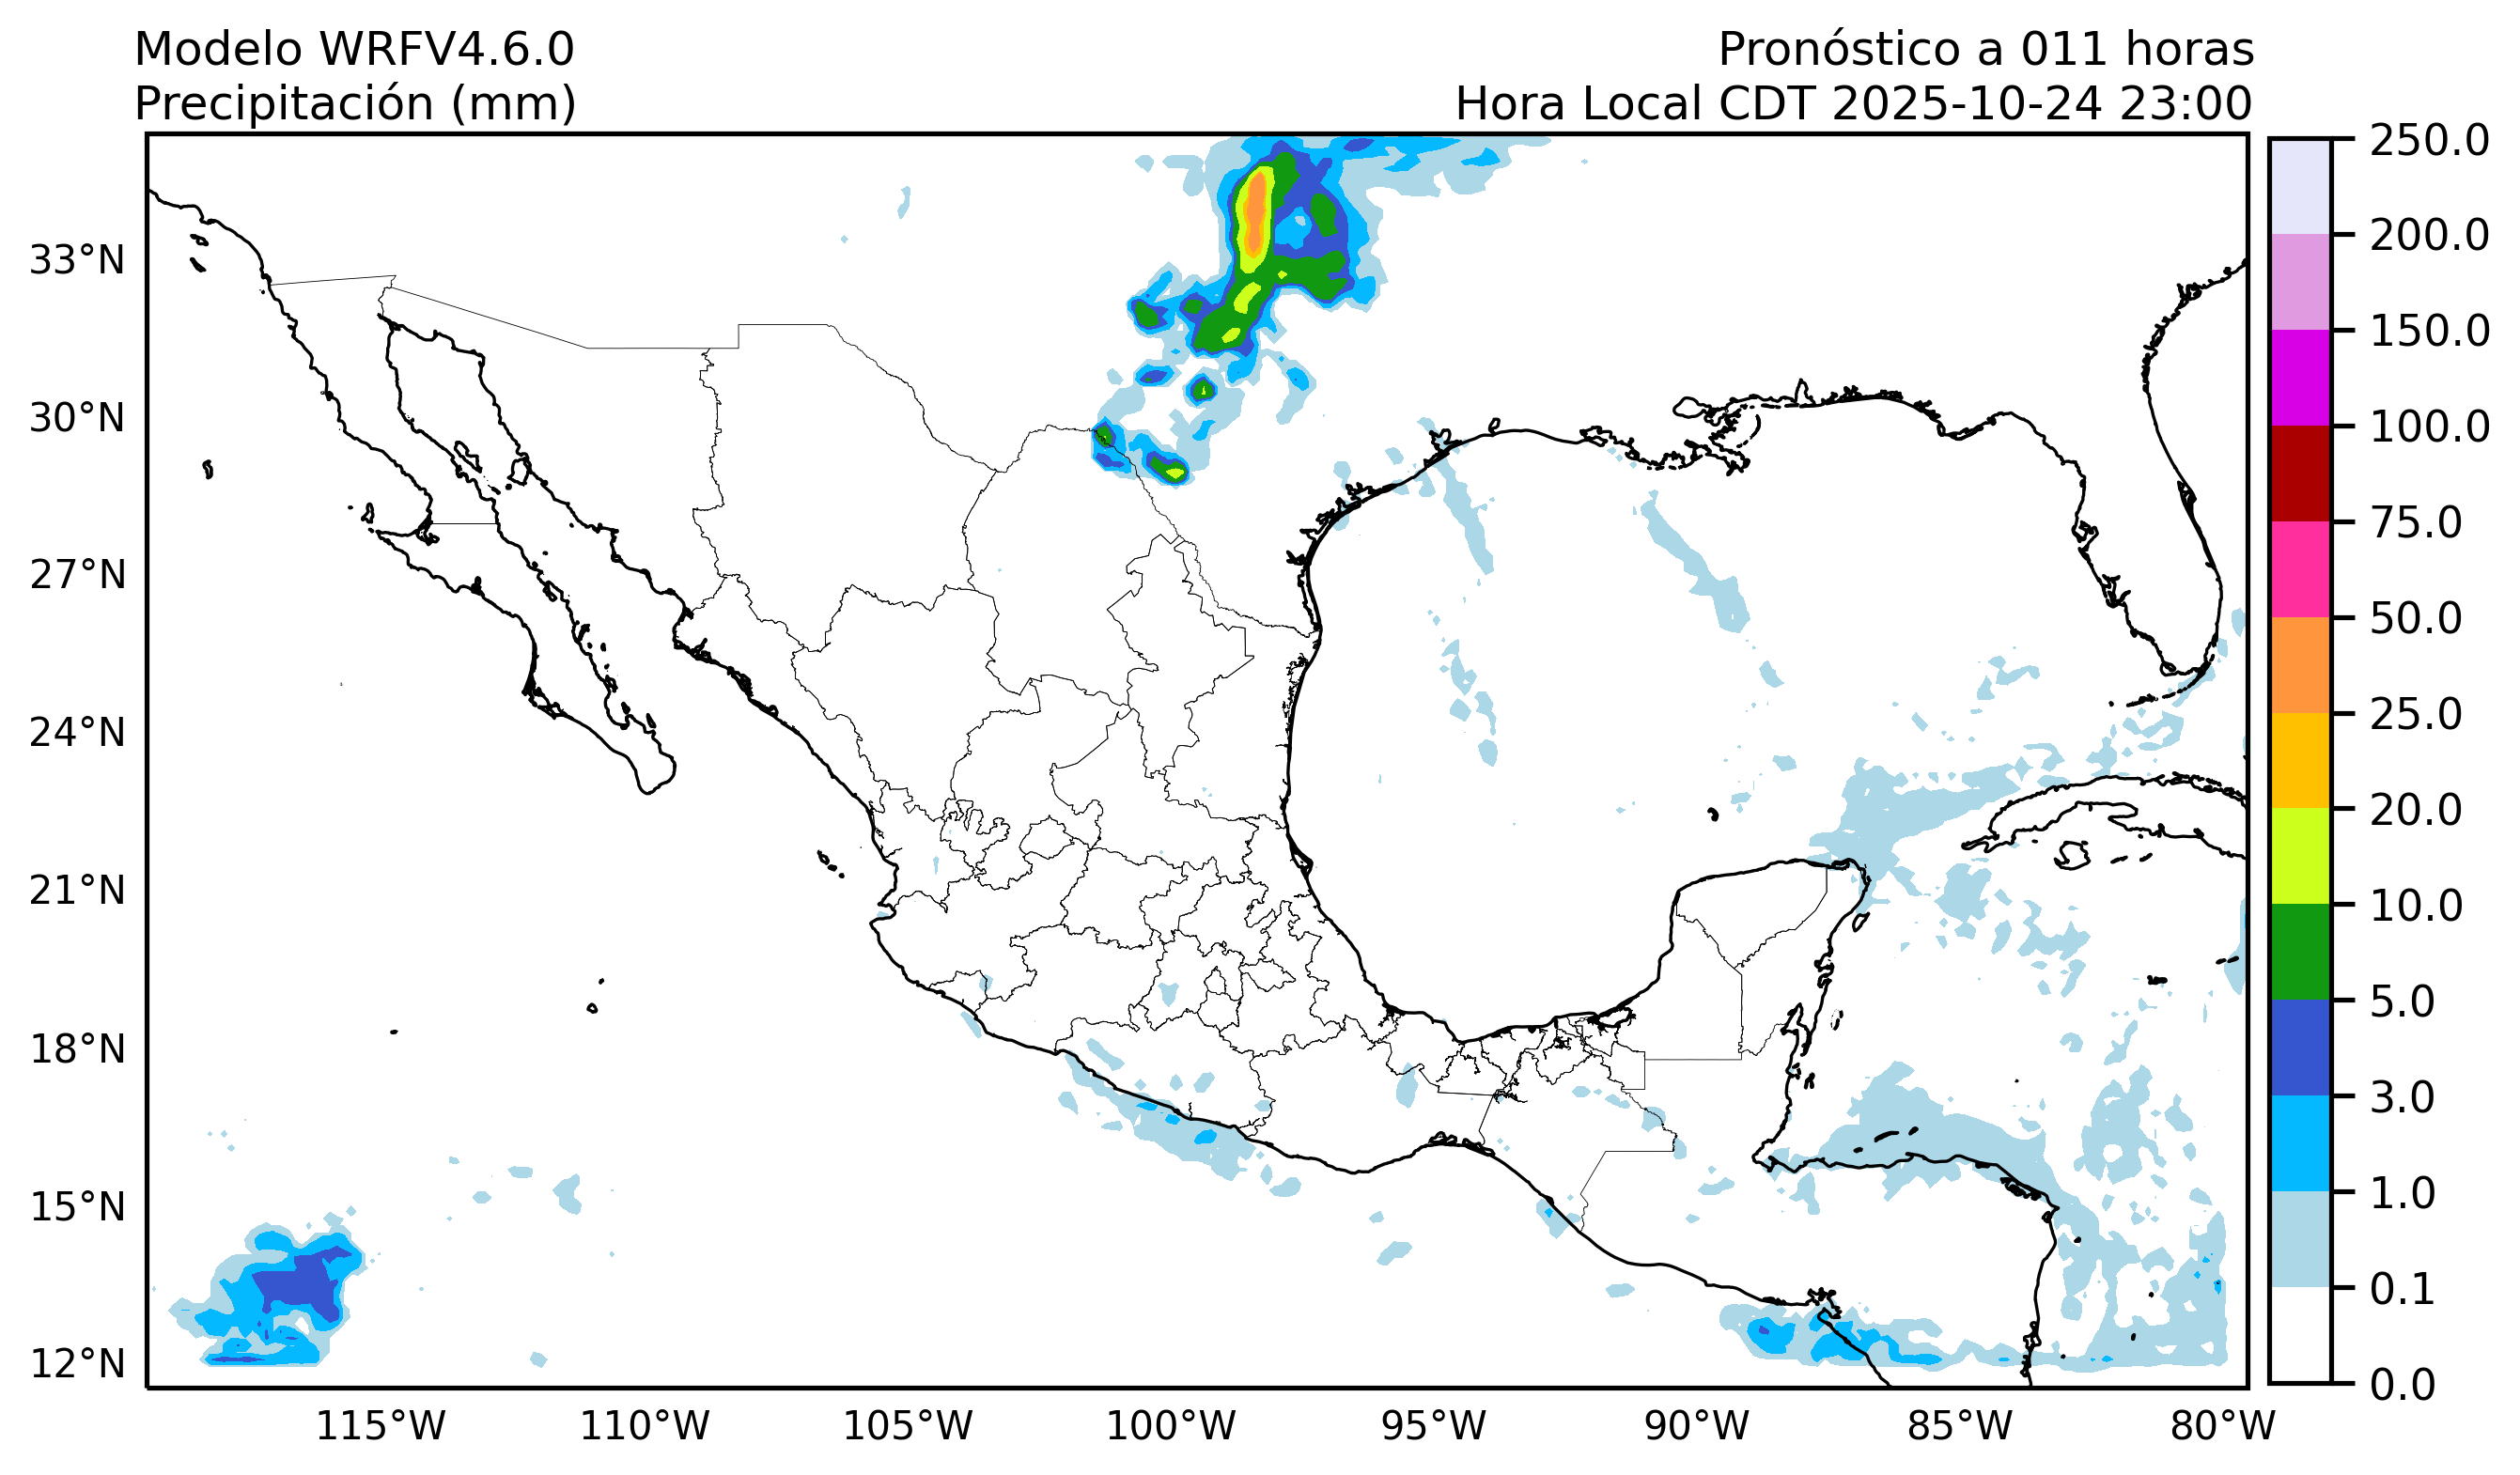 Modelo WRFV4.6.0
Precipitación (mm)
Pronóstico a 011 horas
Hora Local CDT 2025-10-24 23:00
33°N
30°N
27°N
24°N
21°N
18°N
15°N
12°N
115°W
110°W
105°W
100°W
95°W
90°W
85°W
80°W
250.0
200.0
150.0
100.0
75.0
50.0
25.0
20.0
10.0
5.0
3.0
1.0
0.1
0.0